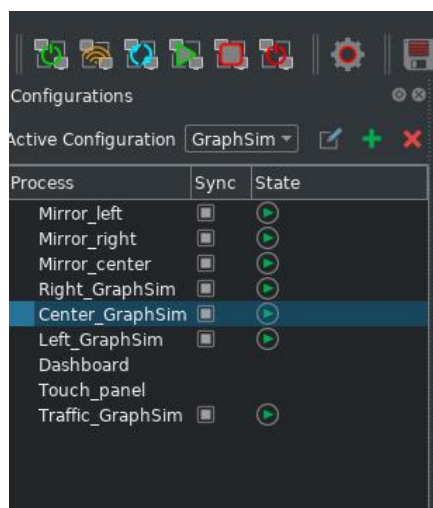 Configurations
Active Configuration GraphSim
Process Sync State
Mirror_left
Mirror_right
Mirror_center
Right_GraphSim
Center_GraphSim
Left_GraphSim
Dashboard
Touch_panel
Traffic_GraphSim